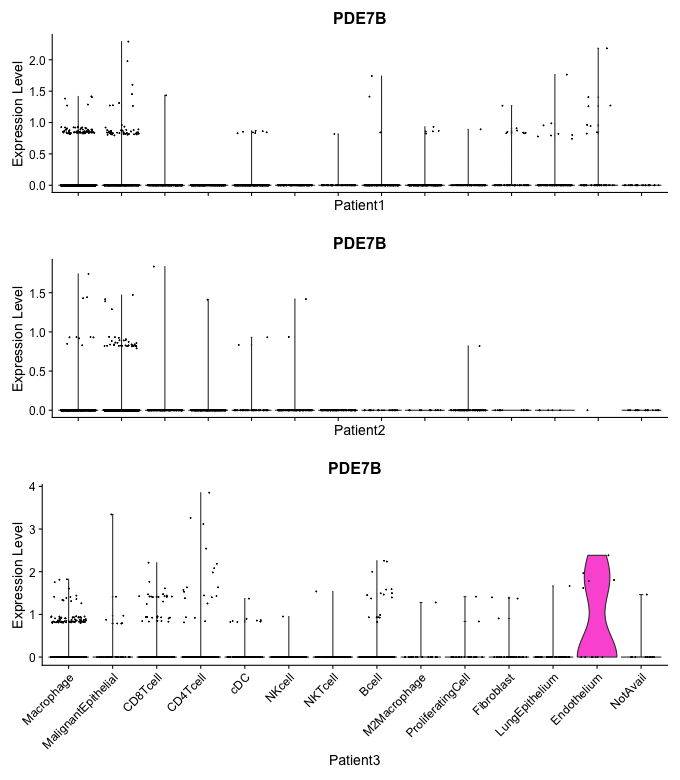 PDE7B
Expression Level
2.0
1.5
1.0
0.5
0.0
Patient1
PDE7B
Expression Level
1.5
1.0
0.5
0.0
Patient2
PDE7B
Expression Level
4
3
2
1
0
Macrophage
MalignantEpithelial
CD8Tcell
CD4Tcell
cDC
NKcell
NKTcell
Bcell
M2Macrophage
ProliferatingCell
Fibroblast
LungEpithelium
Endothelium
NotAvail
Patient3